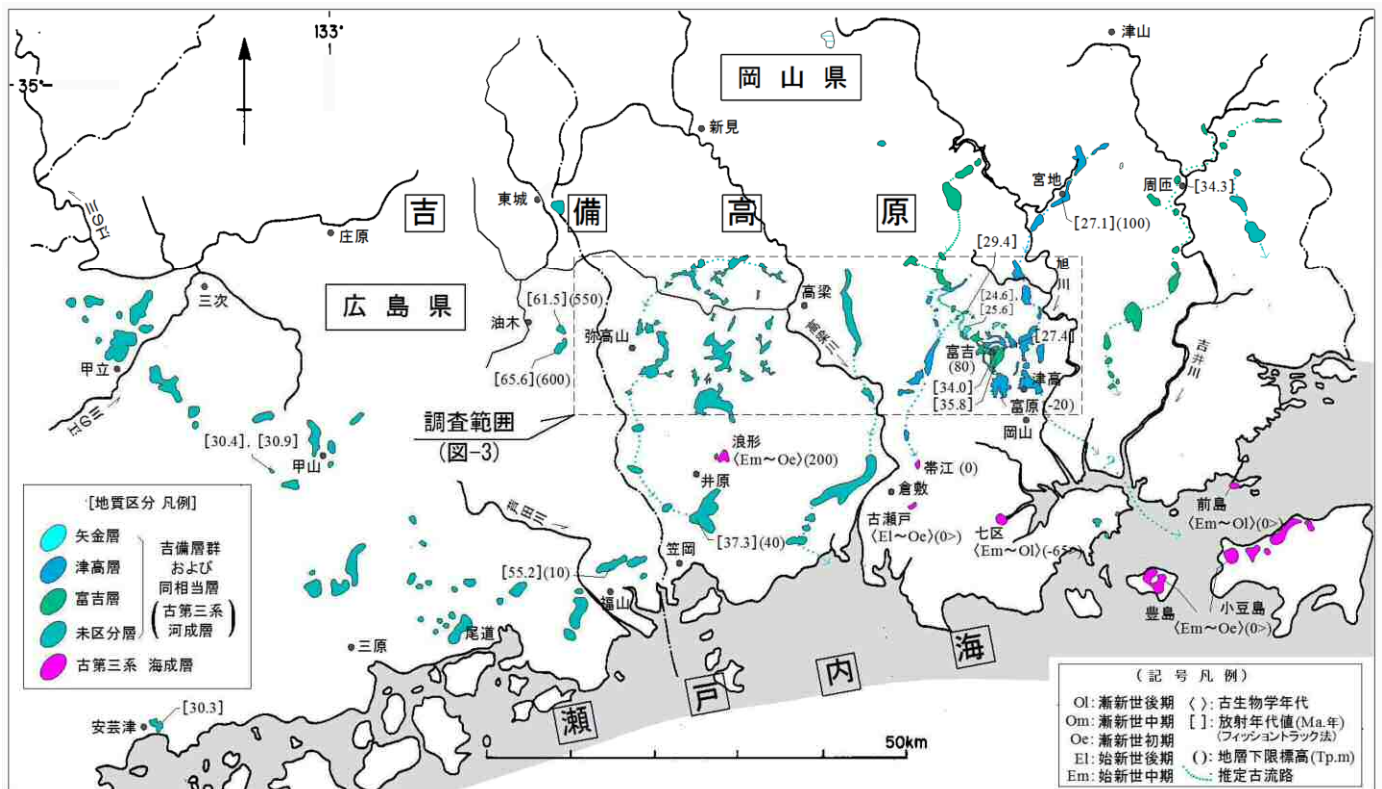 133°
35°
津山
岡山県
新見
東城
吉備高原
宮地
周匝
[34.3]
[27.1](100)
庄原
[29.4]
旭川
三次
広島県
[61.5](550)
高梁
[24.6],
[25.6]
油木
弥高山
高梁川
[27.4]
富吉
(80)
吉井川
甲立
[65.6](600)
[34.0]
津高
[35.8]
富原(-20)
調査範囲
(図-3)
岡山
浪形
〈Em～Oe〉(200)
[30.4], [30.9]
甲山
井原
帯江(0)
倉敷
前島
〈Em～Ol〉(0>)
古瀬戸
〈El～Oe〉(0>)
七区
〈Em～Ol〉(-65>)
[地質区分 凡例]
矢金層
津高層
富吉層
未区分層
古第三系 海成層
吉備層群
および
同相当層
(古第三系
河成層)
芦田川
[37.3](40)
笠岡
[55.2](10)
福山
豊島
小豆島
〈Em～Oe〉(0>)
尾道
三原
瀬戸内海
[30.3]
安芸津
0
50km
(記号凡例)
Ol:漸新世後期 〈 〉:古生物学年代
Om:漸新世中期 [ ]:放射年代値(Ma.年)
(フィッショントラック法)
Oe:漸新世初期
El:始新世後期 ():地層下限標高(Tp.m)
Em:始新世中期 :推定古流路